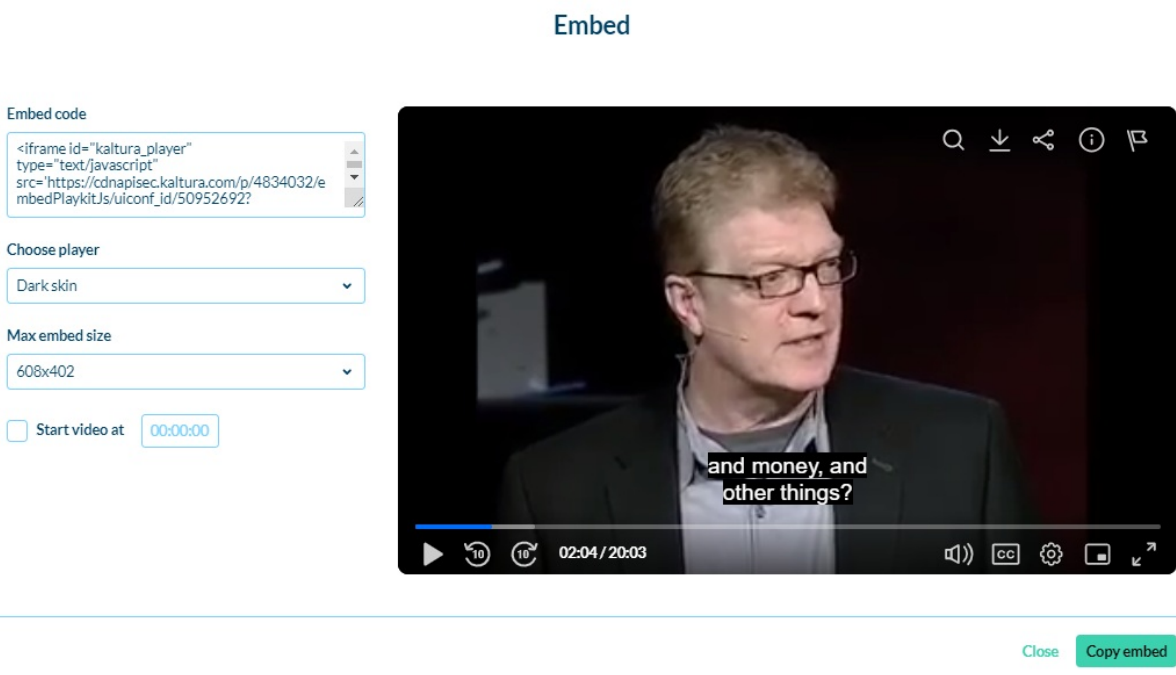 Embed
Embed code
<iframe id="kaltura_player"
type="text/javascript"
src='https://cdnapisec.kaltura.com/p/4834032/e
mbedPlaykitJs/uiconf_id/50952692?
Choose player
Dark skin
Max embed size
608x402
Start video at
00:00:00
and money, and
other things?
10
10
02:04 / 20:03
CC
Close
Copy embed